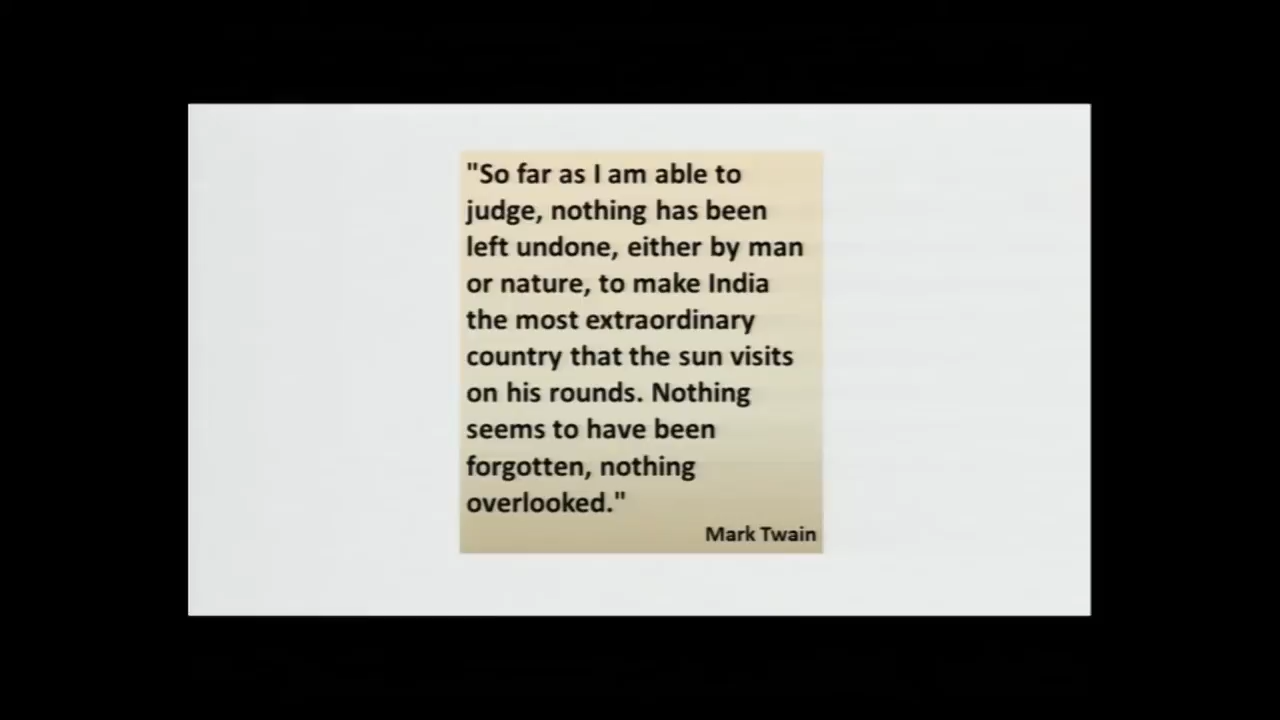 "So far as I am able to
judge, nothing has been
left undone, either by man
or nature, to make India
the most extraordinary
country that the sun visits
on his rounds. Nothing
seems to have been
forgotten, nothing
overlooked."
Mark Twain